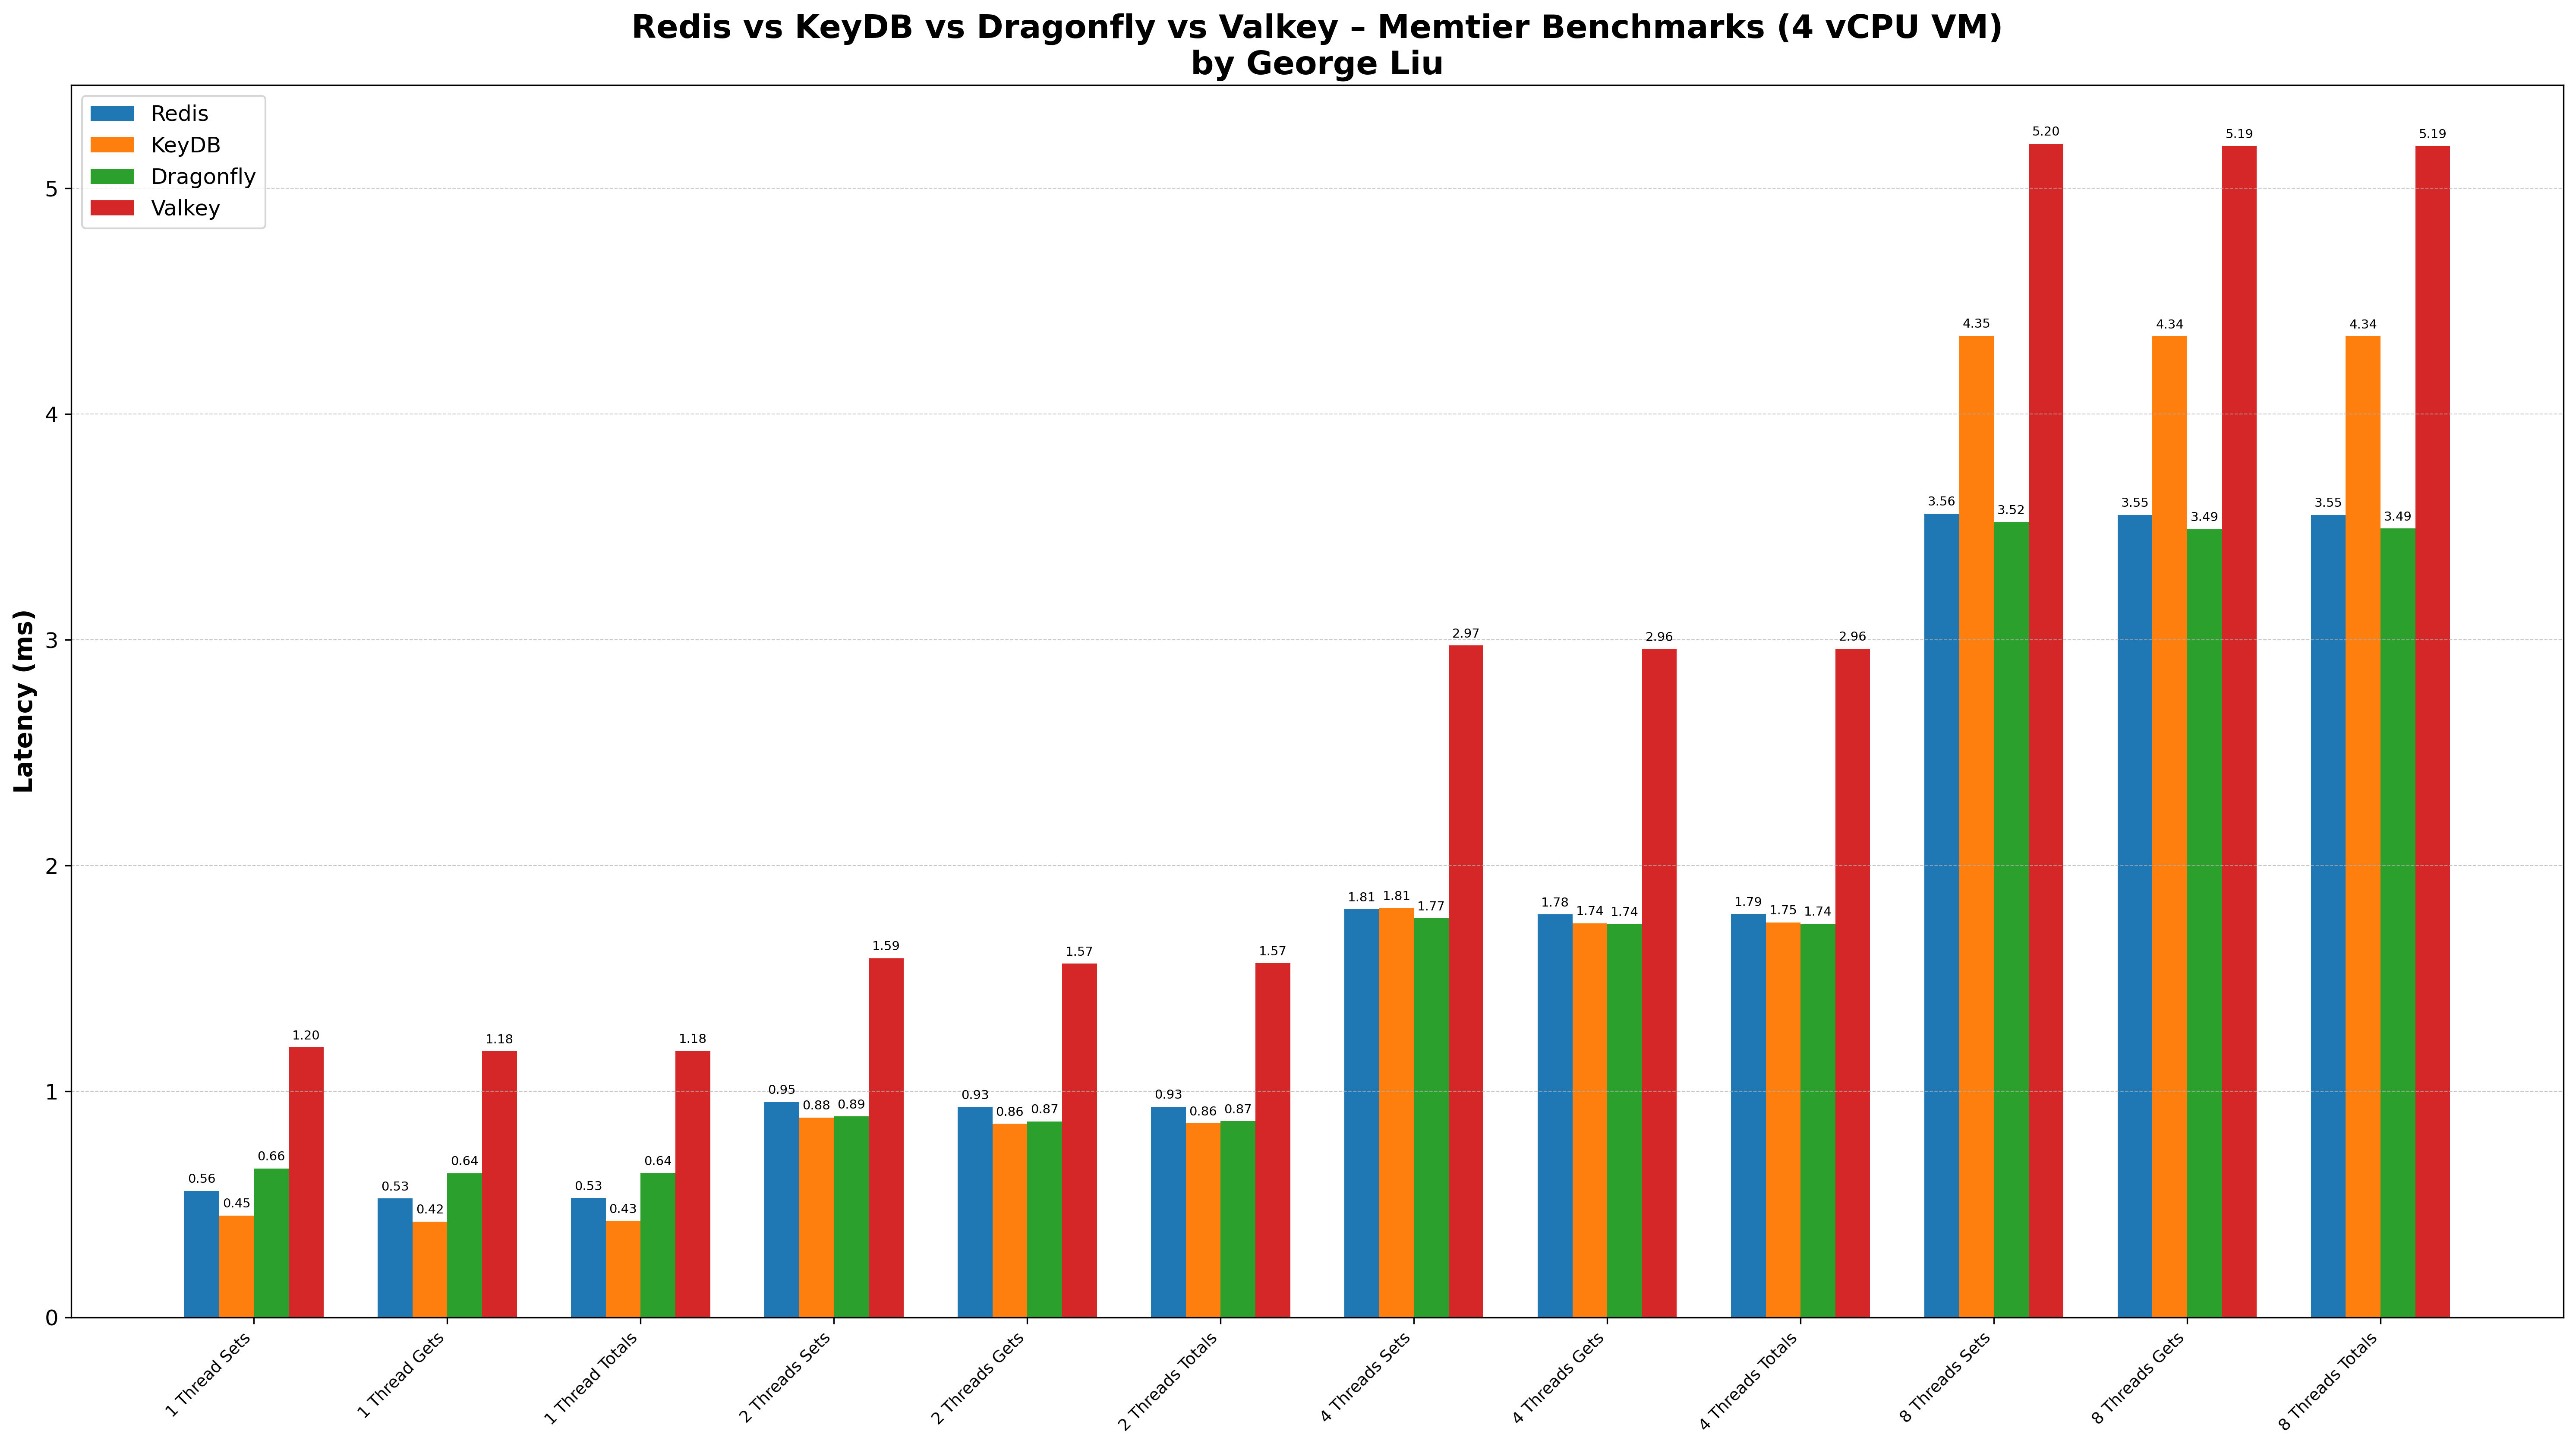 Redis vs KeyDB vs Dragonfly vs Valkey – Memtier Benchmarks (4 vCPU VM)
by George Liu
Redis
KeyDB
Dragonfly
Valkey
Latency (ms)
5
4
3
2
1
0
0.56
0.45
0.66
1.20
0.53
0.42
0.64
1.18
0.53
0.43
0.64
1.18
0.95
0.88
0.89
1.59
0.93
0.86
0.87
1.57
0.93
0.86
0.87
1.57
1.81
1.81
1.77
2.97
1.78
1.74
1.74
2.96
1.79
1.75
1.74
2.96
3.56
4.35
3.52
5.20
3.55
4.34
3.49
5.19
3.55
4.34
3.49
5.19
1 Thread Sets
1 Thread Gets
1 Thread Totals
2 Threads Sets
2 Threads Gets
2 Threads Totals
4 Threads Sets
4 Threads Gets
4 Threads Totals
8 Threads Sets
8 Threads Gets
8 Threads Totals